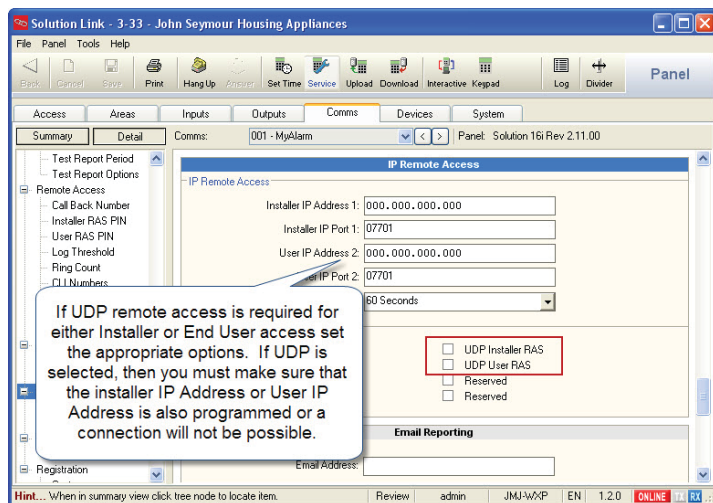 Solution Link - 3-33 - John Seymour Housing Appliances
File Panel Tools Help
Back Cancel Save Print Hang Up Answer Set Time Service Upload Download Interactive Keypad Log Divider Panel
Access Areas Inputs Outputs Comms Devices System
Summary Detail Comms: 001 - MyAlarm < > Panel: Solution 16i Rev 2.11.00
Test Report Period
Test Report Options
Remote Access
Call Back Number
Installer RAS PIN
User RAS PIN
Log Threshold
Ring Count
CLI Numbers
Registration
IP Remote Access
IP Remote Access
Installer IP Address 1: 000.000.000.000
Installer IP Port 1: 07701
User IP Address 2: 000.000.000.000
IP Port 2: 07701
60 Seconds
If UDP remote access is required for
either Installer or End User access set
the appropriate options. If UDP is
selected, then you must make sure that
the installer IP Address or User IP
Address is also programmed or a
connection will not be possible.
UDP Installer RAS
UDP User RAS
Reserved
Reserved
Email Reporting
Email Address:
Hint... When in summary view click tree node to locate item. Review admin JMJ-WXP EN 1.2.0 ONLINE TX RX